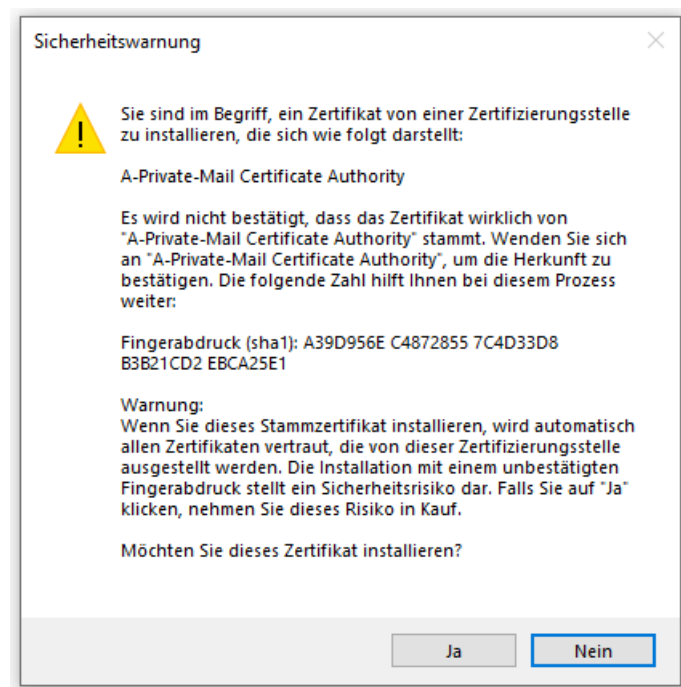 Sicherheitswarnung
Sie sind im Begriff, ein Zertifikat von einer Zertifizierungsstelle
zu installieren, die sich wie folgt darstellt:
A-Private-Mail Certificate Authority
Es wird nicht bestätigt, dass das Zertifikat wirklich von
"A-Private-Mail Certificate Authority" stammt. Wenden Sie sich
an "A-Private-Mail Certificate Authority", um die Herkunft zu
bestätigen. Die folgende Zahl hilft Ihnen bei diesem Prozess
weiter:
Fingerabdruck (sha1): A39D956E C4872855 7C4D33D8
B3B21CD2 EBCA25E1
Warnung:
Wenn Sie dieses Stammzertifikat installieren, wird automatisch
allen Zertifikaten vertraut, die von dieser Zertifizierungsstelle
ausgestellt werden. Die Installation mit einem unbestätigten
Fingerabdruck stellt ein Sicherheitsrisiko dar. Falls Sie auf "Ja"
klicken, nehmen Sie dieses Risiko in Kauf.
Möchten Sie dieses Zertifikat installieren?
Ja
Nein